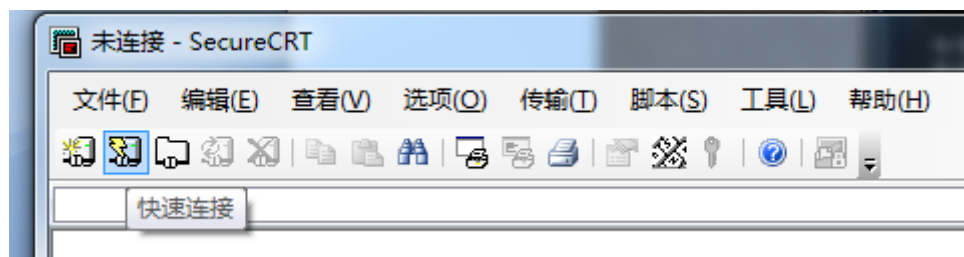 未连接 - SecureCRT
文件(F) 编辑(E) 查看(V) 选项(O) 传输(T) 脚本(S) 工具(L) 帮助(H)
快速连接